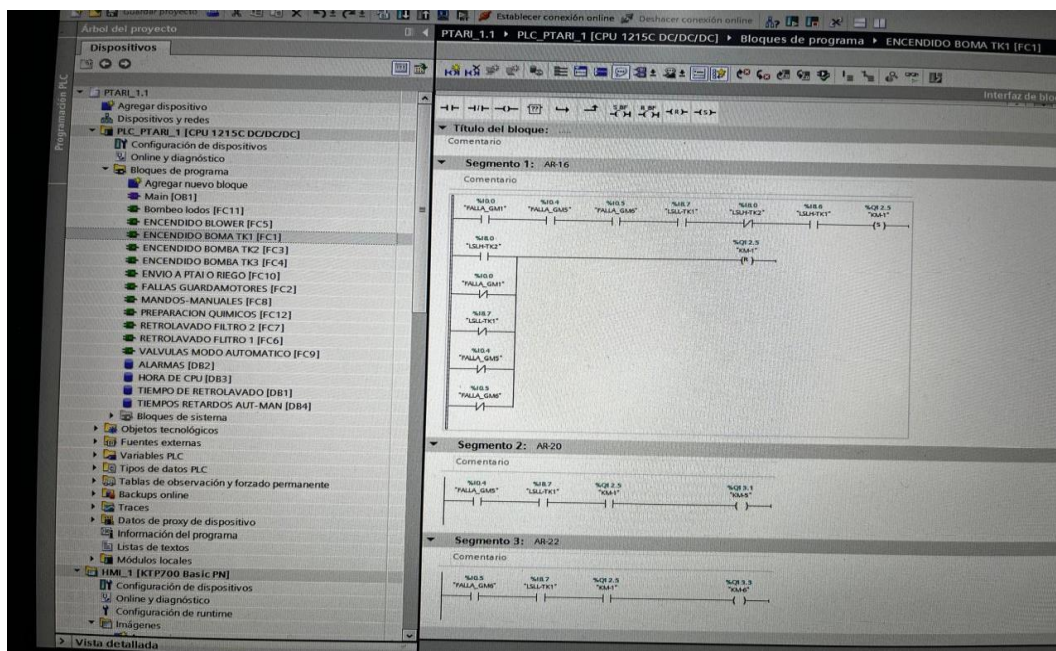 Guardar proyecto
Establecer conexión online
Deshacer conexión online
Árbol del proyecto
PTARI_1.1 ▸ PLC_PTARI_1 [CPU 1215C DC/DC/DC] ▸ Bloques de programa ▸ ENCENDIDO BOMA TK1 [FC1]
Dispositivos
Programación PLC
Interfaz de blo
PTARI_1.1
Agregar dispositivo
Dispositivos y redes
PLC_PTARI_1 [CPU 1215C DC/DC/DC]
Configuración de dispositivos
Online y diagnóstico
Bloques de programa
Agregar nuevo bloque
Main [OB1]
Bombeo lodos [FC11]
ENCENDIDO BLOWER [FC5]
ENCENDIDO BOMA TK1 [FC1]
ENCENDIDO BOMBA TK2 [FC3]
ENCENDIDO BOMBA TK3 [FC4]
ENVIO A PTAI O RIEGO [FC10]
FALLAS GUARDAMOTORES [FC2]
MANDOS-MANUALES [FC8]
PREPARACION QUIMICOS [FC12]
RETROLAVADO FILTRO 2 [FC7]
RETROLAVADO FLITRO 1 [FC6]
VALVULAS MODO AUTOMATICO [FC9]
ALARMAS [DB2]
HORA DE CPU [DB3]
TIEMPO DE RETROLAVADO [DB1]
TIEMPOS RETARDOS AUT-MAN [DB4]
Bloques de sistema
Objetos tecnológicos
Fuentes externas
Variables PLC
Tipos de datos PLC
Tablas de observación y forzado permanente
Backups online
Traces
Datos de proxy de dispositivo
Información del programa
Listas de textos
Módulos locales
HMI_1 [KTP700 Basic PN]
Configuración de dispositivos
Online y diagnóstico
Configuración de runtime
Imágenes
Vista detallada
Título del bloque: .....
Comentario
Segmento 1: AR-16
Comentario
%I0.0 %I0.4 %I0.5 %I8.7 %I8.0 %I8.6 %Q12.5
"FALLA_GM1" "FALLA_GM5" "FALLA_GM6" "LSLL-TK1" "LSLH-TK2" "LSLH-TK1" "KM-1"
(S)
%I8.0 %Q12.5
"LSLH-TK2" "KM-1"
(R)
%I0.0
"FALLA_GM1"
%I8.7
"LSLL-TK1"
%I0.4
"FALLA_GM5"
%I0.5
"FALLA_GM6"
Segmento 2: AR-20
Comentario
%I0.4 %I8.7 %Q12.5 %Q13.1
"FALLA_GM5" "LSLL-TK1" "KM-1" "KM-5"
Segmento 3: AR-22
Comentario
%I0.5 %I8.7 %Q12.5 %Q13.3
"FALLA_GM6" "LSLL-TK1" "KM-1" "KM-6"